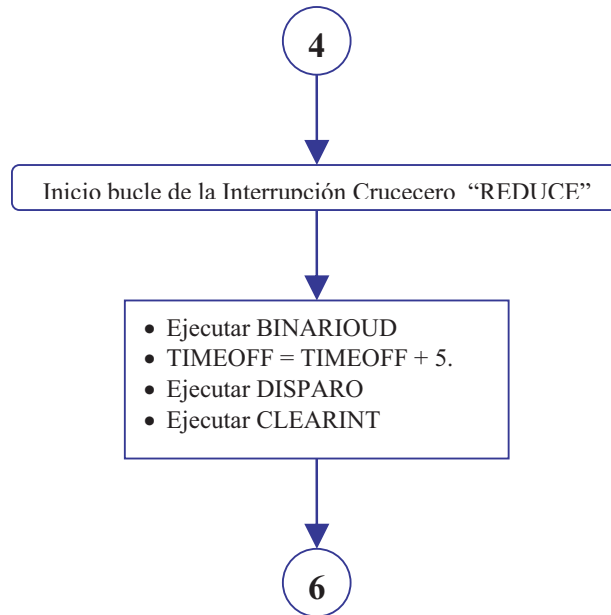 4
Inicio bucle de la Interrupción Crucecero “REDUCE”
• Ejecutar BINARIOUD
• TIMEOFF = TIMEOFF + 5.
• Ejecutar DISPARO
• Ejecutar CLEARINT
6